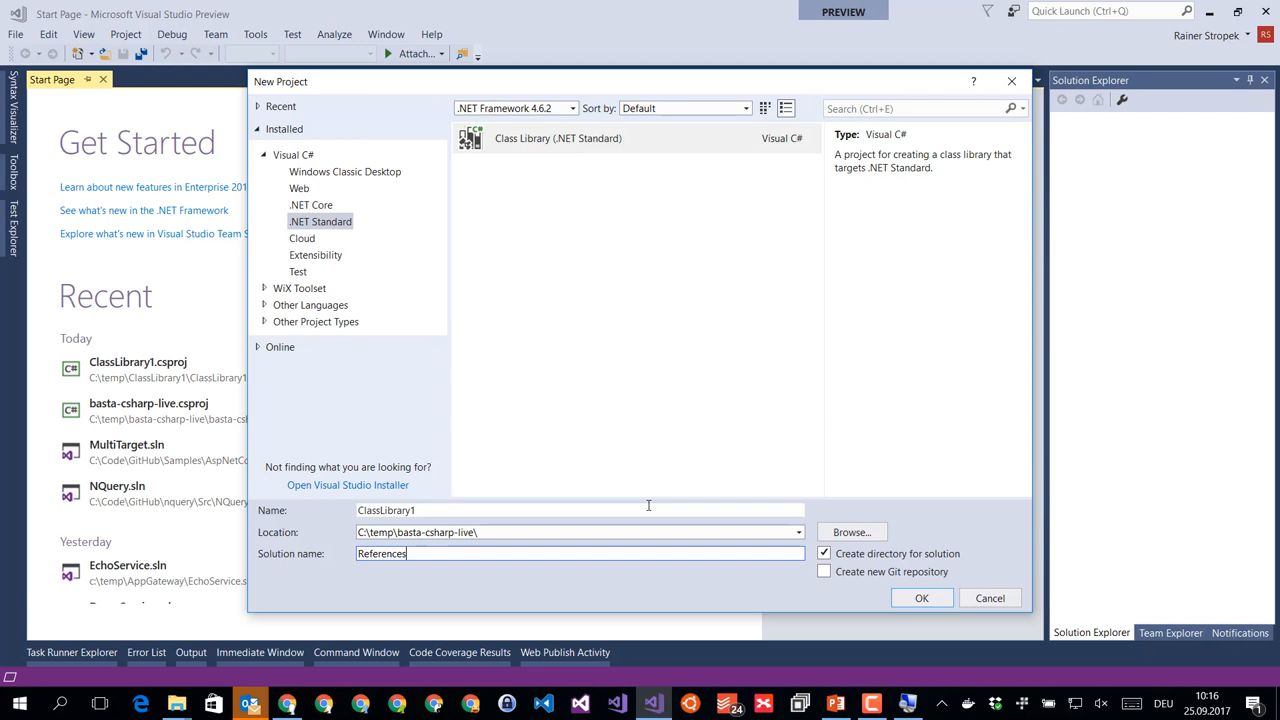 Start Page - Microsoft Visual Studio Preview
PREVIEW
Quick Launch (Ctrl+Q)
File Edit View Project Debug Team Tools Test Analyze Window Help
Rainer Stropek RS
Attach...
Syntax Visualizer
Toolbox
Test Explorer
Start Page
Get Started
Learn about new features in Enterprise 201
See what's new in the .NET Framework
Explore what's new in Visual Studio Team S
Recent
Today
ClassLibrary1.csproj
C:\temp\ClassLibrary1\ClassLibrary1
basta-csharp-live.csproj
C:\temp\basta-csharp-live\basta-cs
MultiTarget.sln
C:\Code\GitHub\Samples\AspNetCo
NQuery.sln
C:\Code\GitHub\nquery\Src\NQuery
Yesterday
EchoService.sln
c:\temp\AppGateway\EchoService.s
New Project
?
Recent
Installed
Visual C#
Windows Classic Desktop
Web
.NET Core
.NET Standard
Cloud
Extensibility
Test
WiX Toolset
Other Languages
Other Project Types
Online
Not finding what you are looking for?
Open Visual Studio Installer
.NET Framework 4.6.2 Sort by: Default
Search (Ctrl+E)
Class Library (.NET Standard) Visual C#
Type: Visual C#
A project for creating a class library that
targets .NET Standard.
Name: ClassLibrary1
Location: C:\temp\basta-csharp-live\ Browse...
Solution name: References
Create directory for solution
Create new Git repository
OK Cancel
Solution Explorer
Solution Explorer Team Explorer Notifications
Task Runner Explorer Error List Output Immediate Window Command Window Code Coverage Results Web Publish Activity
24
DEU
10:16
25.09.2017
1